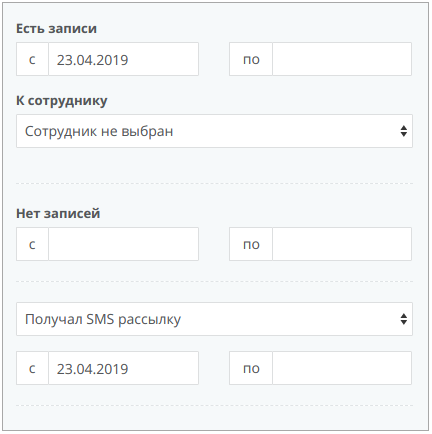 Есть записи
с 23.04.2019 по
К сотруднику
Сотрудник не выбран
Нет записей
с по
Получал SMS рассылку
с 23.04.2019 по